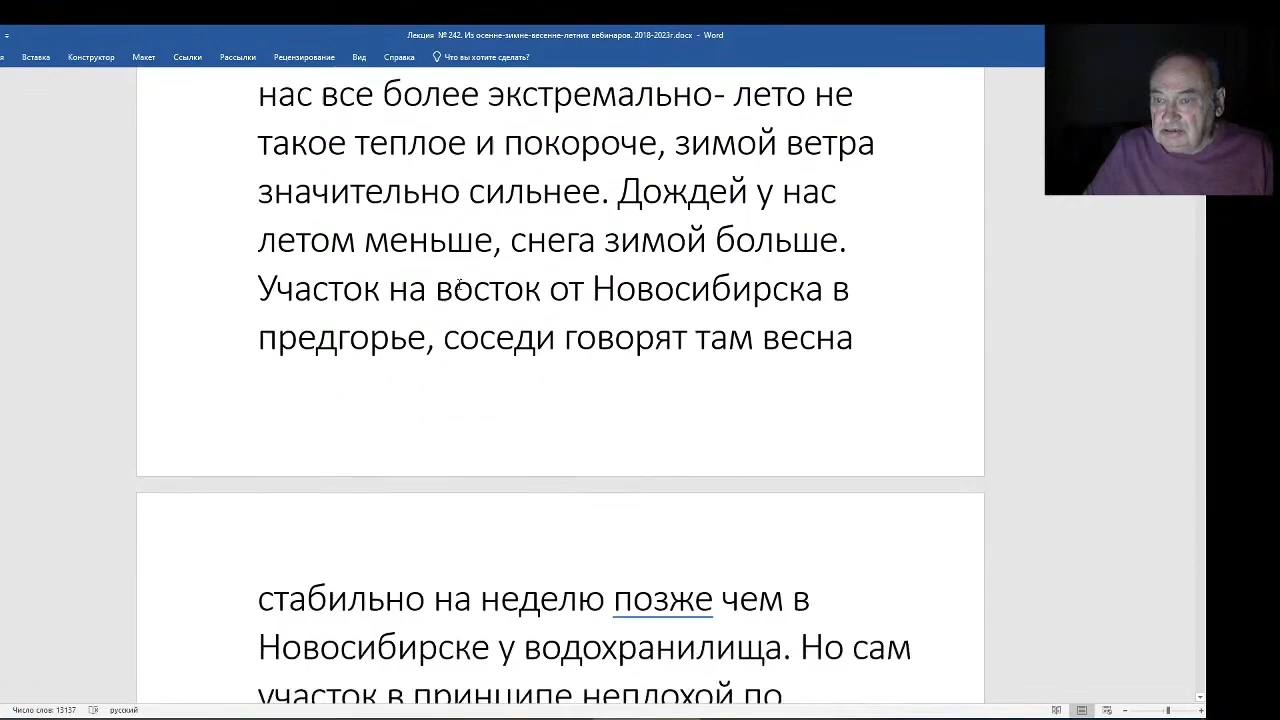 Лекция № 242. Из осенне-зимне-весенне-летних вебинаров. 2018-2023г.docx - Word
я Вставка Конструктор Макет Ссылки Рассылки Рецензирование Вид Справка Что вы хотите сделать?
нас все более экстремально- лето не
такое теплое и покороче, зимой ветра
значительно сильнее. Дождей у нас
летом меньше, снега зимой больше.
Участок на восток от Новосибирска в
предгорье, соседи говорят там весна
стабильно на неделю позже чем в
Новосибирске у водохранилища. Но сам
участок в принципе неплохой по
Число слов: 13137 русский